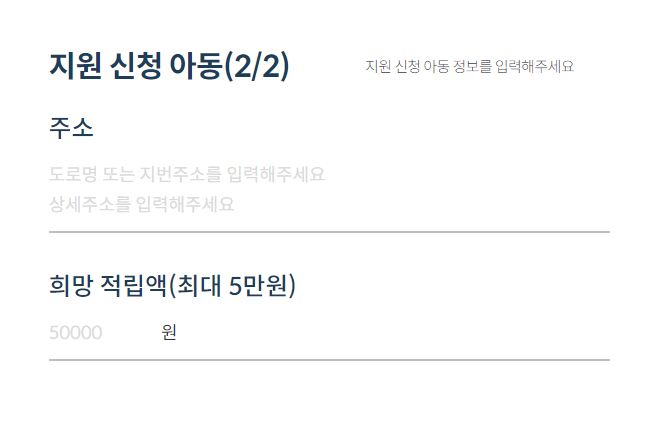 지원 신청 아동(2/2)
지원 신청 아동 정보를 입력해주세요
주소
도로명 또는 지번주소를 입력해주세요
상세주소를 입력해주세요
희망 적립액(최대 5만원)
50000 원